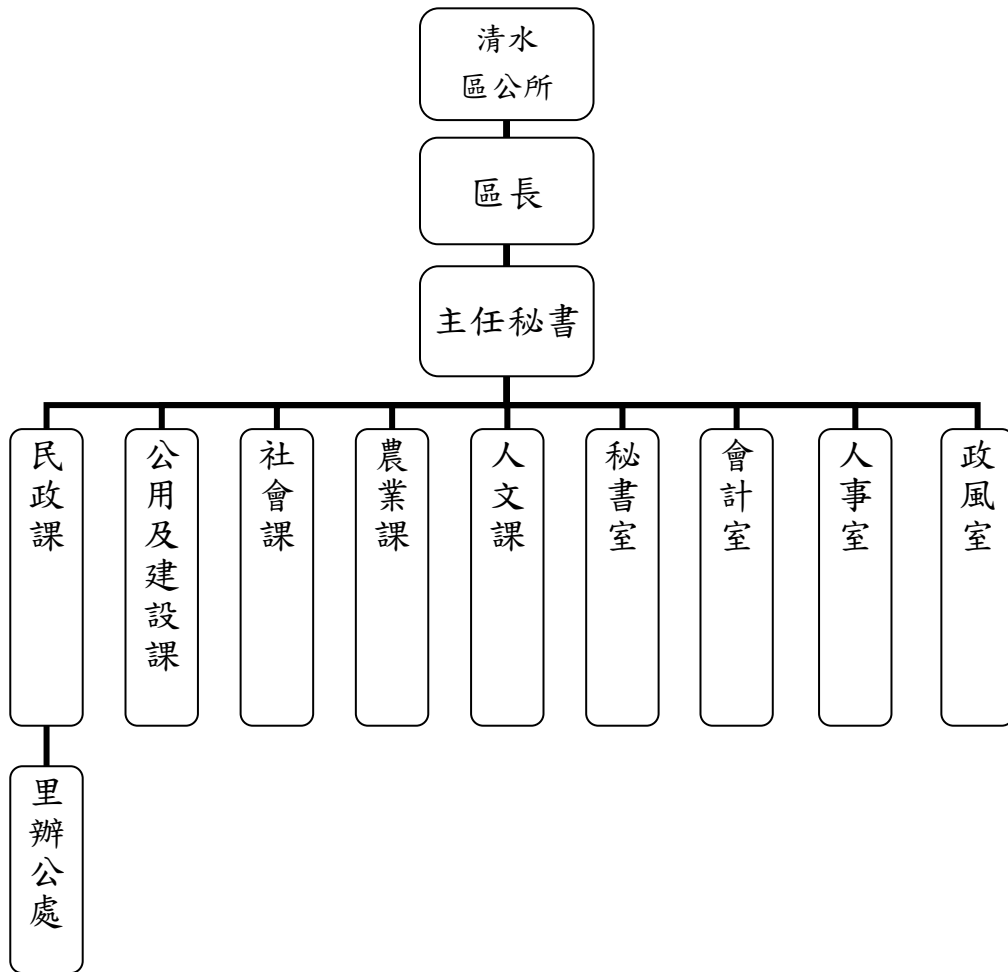 清水
區公所
區長
主任秘書
民政課
公用及建設課
社會課
農業課
人文課
秘書室
會計室
人事室
政風室
里辦公處